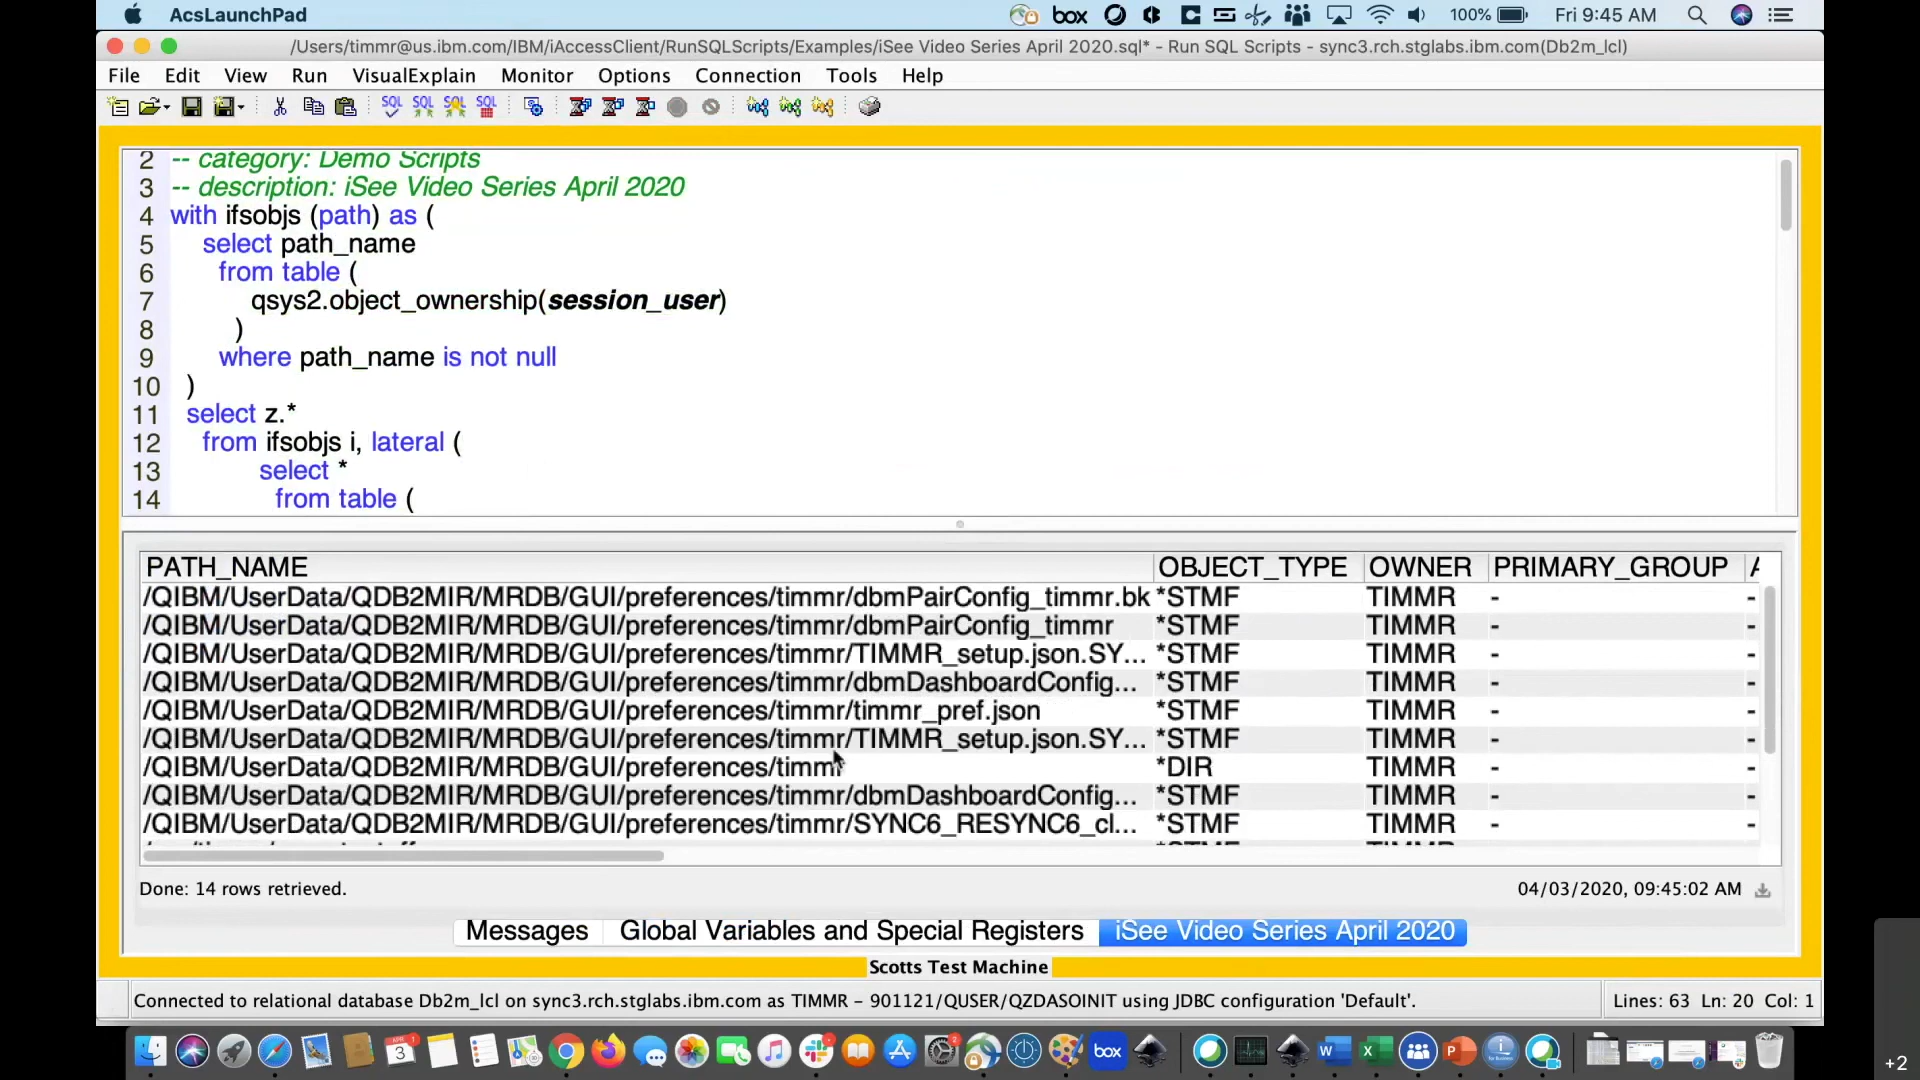 AcsLaunchPad
box
100%
Fri 9:45 AM
/Users/timmr@us.ibm.com/IBM/iAccessClient/RunSQLScripts/Examples/iSee Video Series April 2020.sql* - Run SQL Scripts - sync3.rch.stglabs.ibm.com(Db2m_lcl)
File Edit View Run VisualExplain Monitor Options Connection Tools Help
SQL SQL SQL SQL
2 -- category: Demo Scripts
3 -- description: iSee Video Series April 2020
4 with ifsobjs (path) as (
5 select path_name
6 from table (
7 qsys2.object_ownership(session_user)
8 )
9 where path_name is not null
10 )
11 select z.*
12 from ifsobjs i, lateral (
13 select *
14 from table (
PATH_NAME OBJECT_TYPE OWNER PRIMARY_GROUP
/QIBM/UserData/QDB2MIR/MRDB/GUI/preferences/timmr/dbmPairConfig_timmr.bk *STMF TIMMR - -
/QIBM/UserData/QDB2MIR/MRDB/GUI/preferences/timmr/dbmPairConfig_timmr *STMF TIMMR - -
/QIBM/UserData/QDB2MIR/MRDB/GUI/preferences/timmr/TIMMR_setup.json.SY... *STMF TIMMR - -
/QIBM/UserData/QDB2MIR/MRDB/GUI/preferences/timmr/dbmDashboardConfig... *STMF TIMMR - -
/QIBM/UserData/QDB2MIR/MRDB/GUI/preferences/timmr/timmr_pref.json *STMF TIMMR - -
/QIBM/UserData/QDB2MIR/MRDB/GUI/preferences/timmr/TIMMR_setup.json.SY... *STMF TIMMR - -
/QIBM/UserData/QDB2MIR/MRDB/GUI/preferences/timmr *DIR TIMMR - -
/QIBM/UserData/QDB2MIR/MRDB/GUI/preferences/timmr/dbmDashboardConfig... *STMF TIMMR - -
/QIBM/UserData/QDB2MIR/MRDB/GUI/preferences/timmr/SYNC6_RESYNC6_cl... *STMF TIMMR - -
Done: 14 rows retrieved.
04/03/2020, 09:45:02 AM
Messages Global Variables and Special Registers iSee Video Series April 2020
Scotts Test Machine
Connected to relational database Db2m_lcl on sync3.rch.stglabs.ibm.com as TIMMR - 901121/QUSER/QZDASOINIT using JDBC configuration 'Default'.
Lines: 63 Ln: 20 Col: 1
box
+2